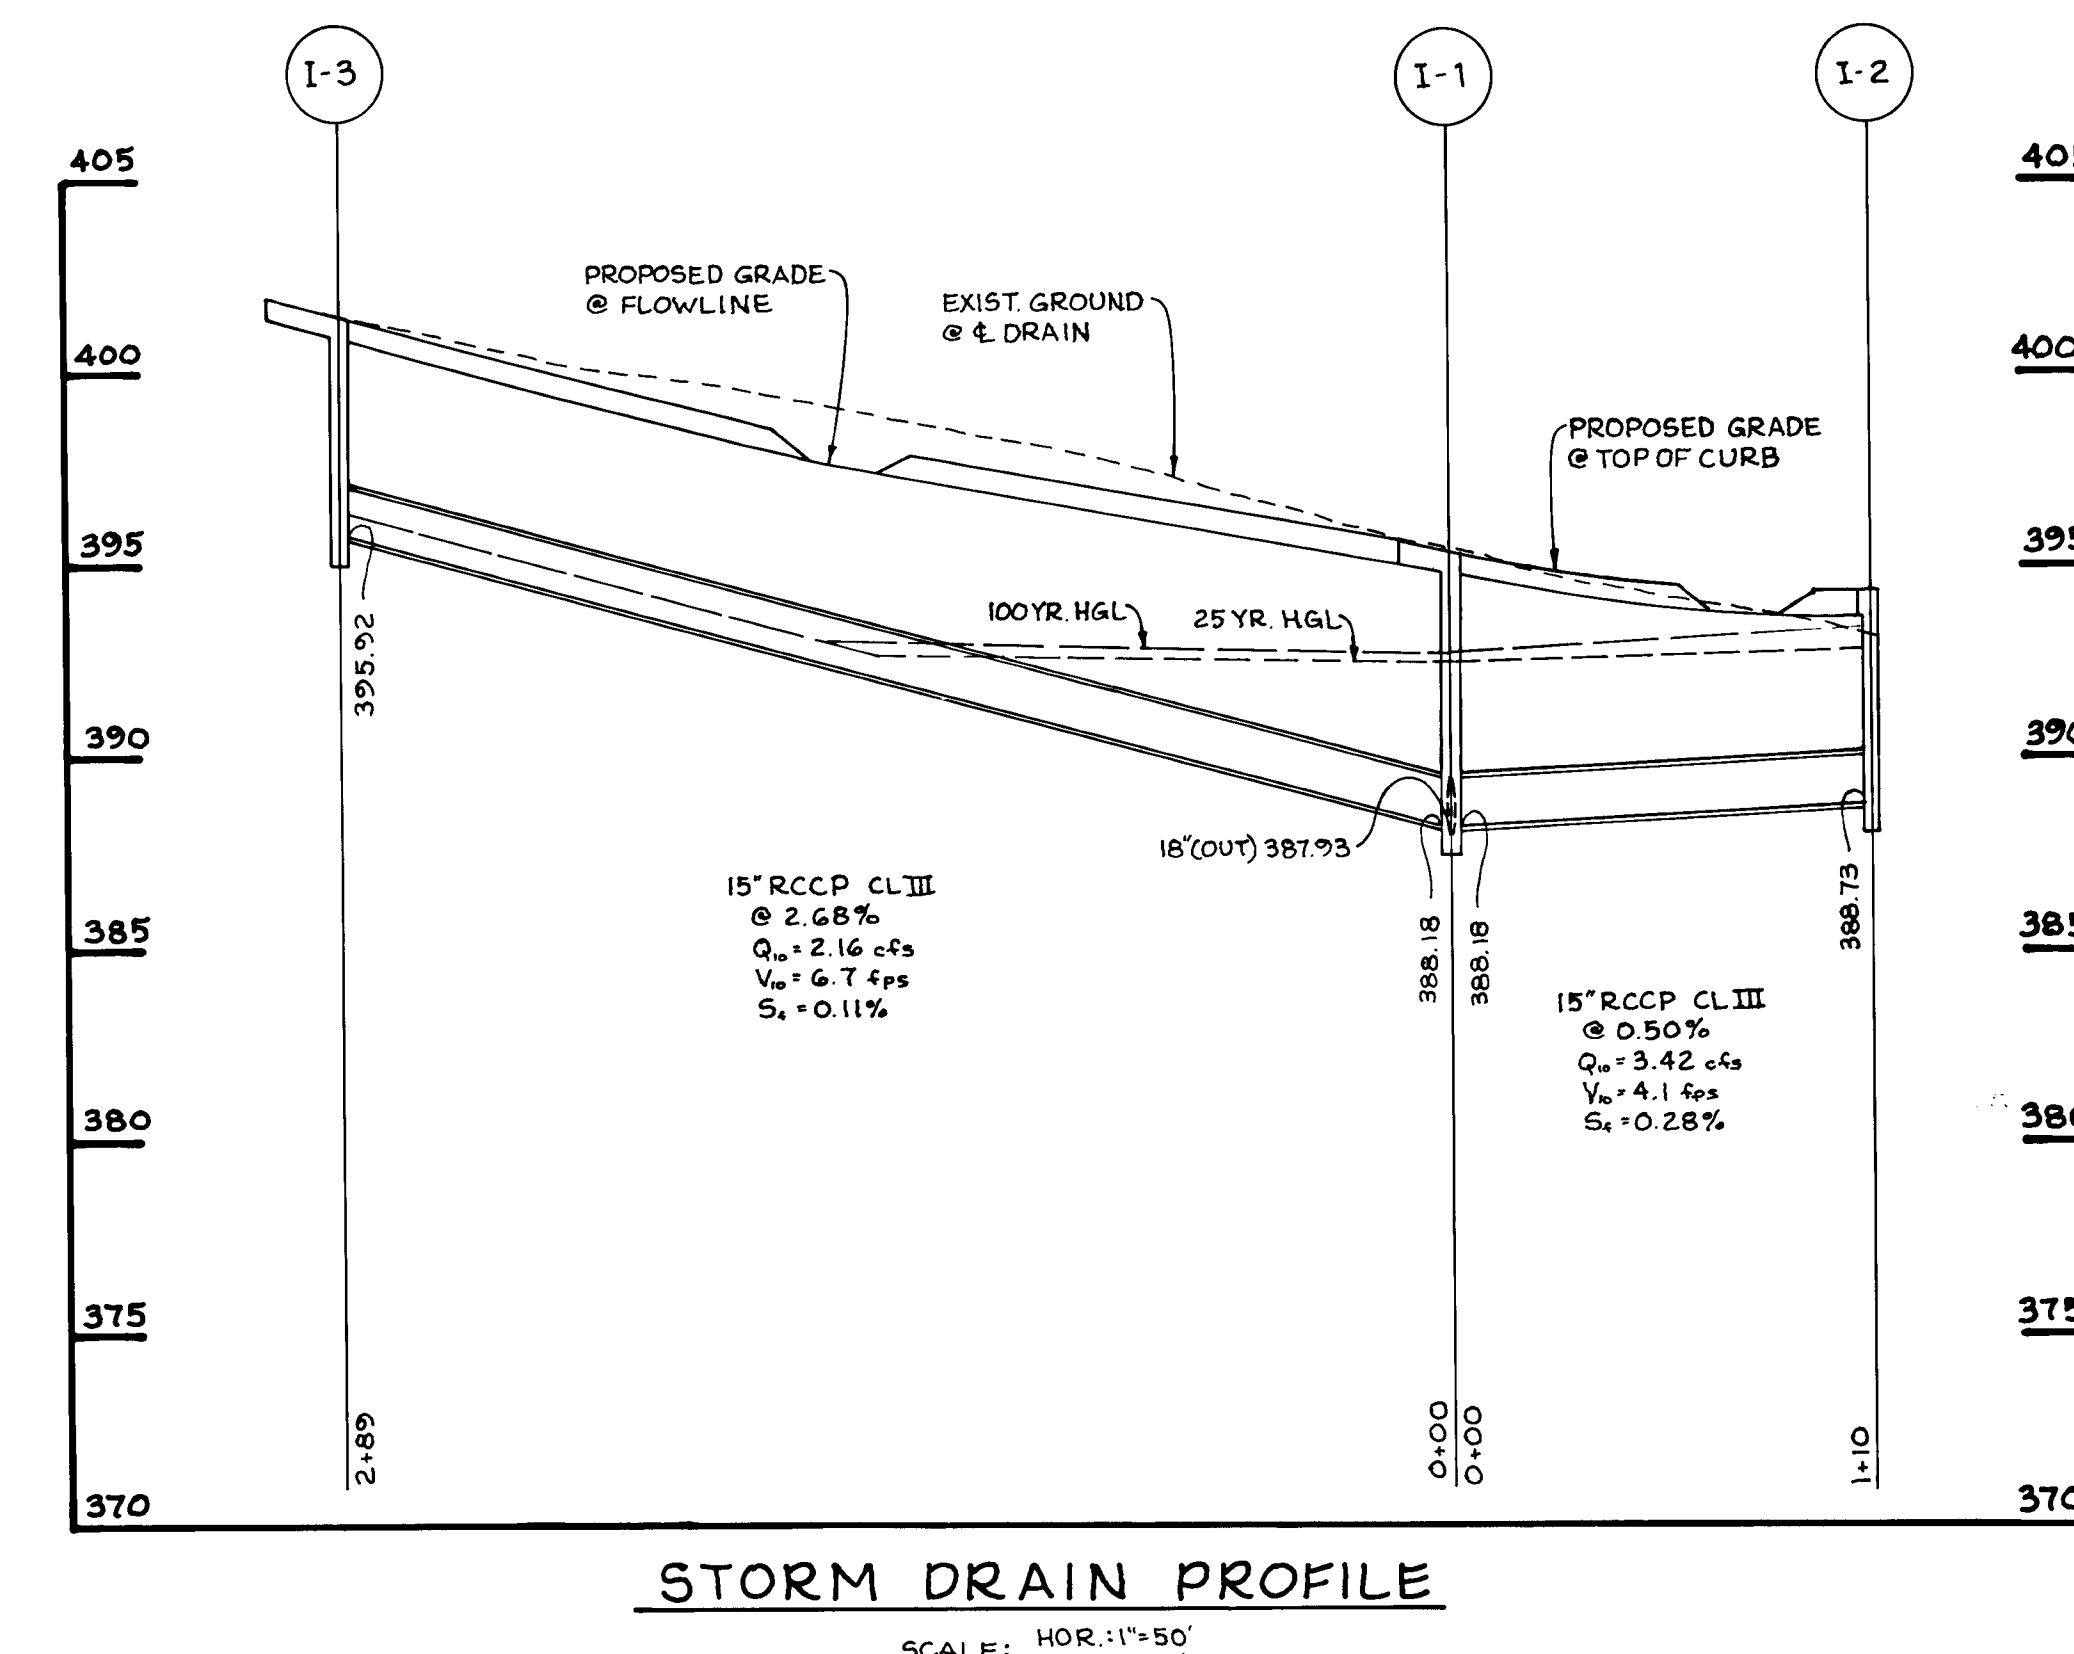 I-3
I-1
I-2
405
400
395
390
385
380
375
370
PROPOSED GRADE
@ FLOWLINE
EXIST. GROUND
@ ℄ DRAIN
PROPOSED GRADE
@ TOP OF CURB
100 YR. HGL
25 YR. HGL
395.92
18"(OUT) 387.93
388.18
388.18
388.73
15" RCCP CL III
@ 2.68%
Q10 = 2.16 cfs
V10 = 6.7 fps
Sf = 0.11%
15" RCCP CL III
@ 0.50%
Q10 = 3.42 cfs
V10 = 4.1 fps
Sf = 0.28%
2+89
0+00
0+00
1+10
40
400
395
390
385
380
375
370
STORM DRAIN PROFILE
SCALE: HOR.: 1"=50'